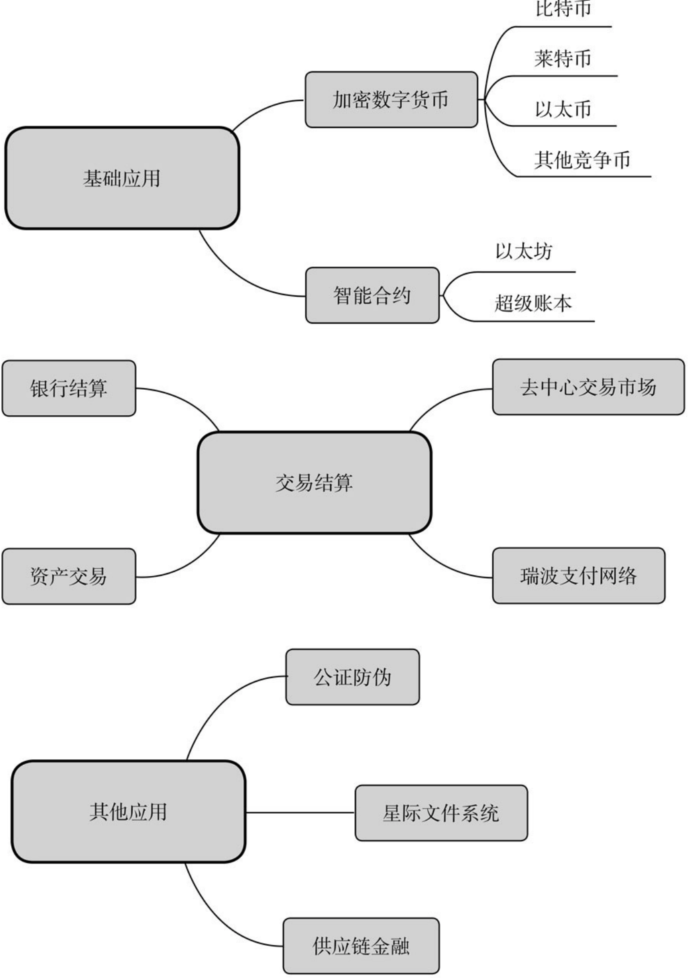 比特币
莱特币
加密数字货币
以太币
其他竞争币
基础应用
以太坊
智能合约
超级账本
银行结算
去中心交易市场
交易结算
资产交易
瑞波支付网络
公证防伪
其他应用
星际文件系统
供应链金融